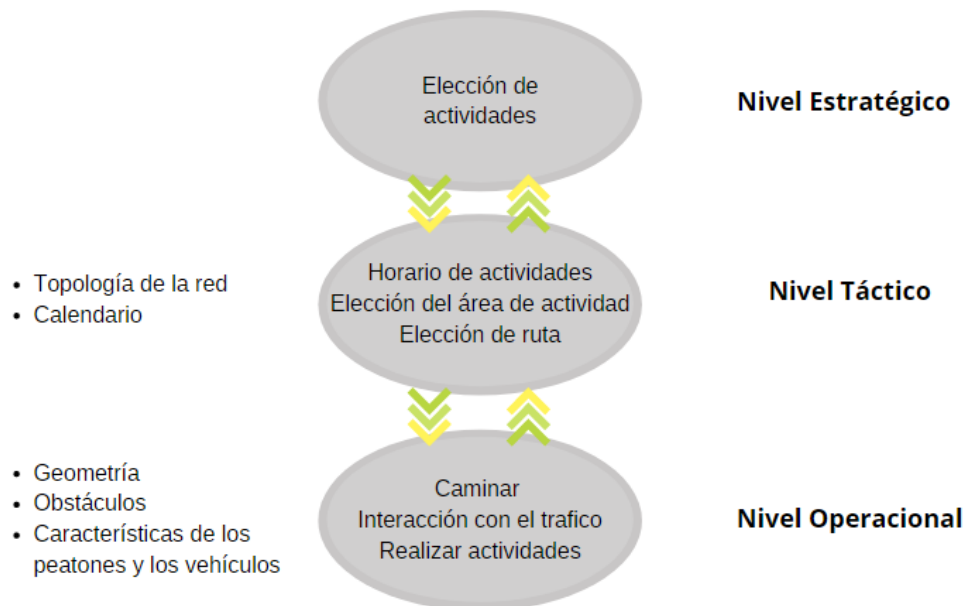 Elección de
actividades
Nivel Estratégico
• Topología de la red
• Calendario
Horario de actividades
Elección del área de actividad
Elección de ruta
Nivel Táctico
• Geometría
• Obstáculos
• Características de los
peatones y los vehículos
Caminar
Interacción con el trafico
Realizar actividades
Nivel Operacional